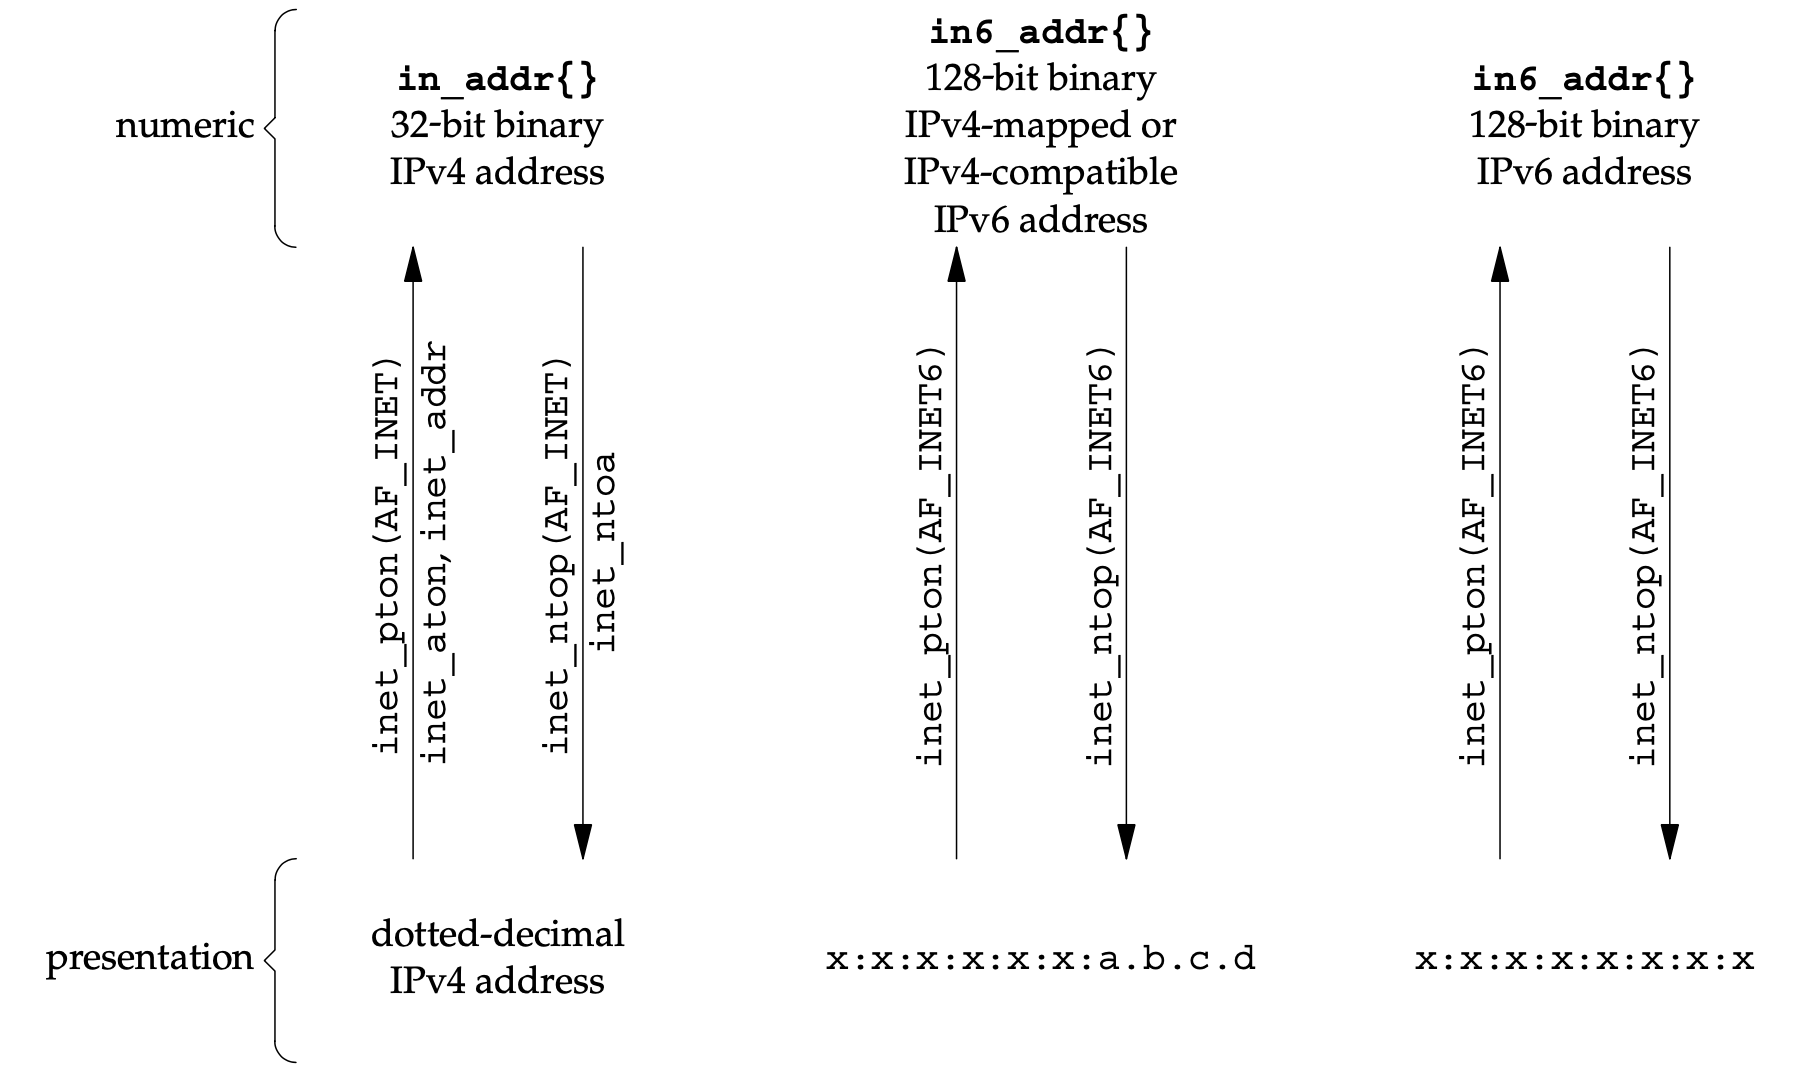 numeric
in_addr{}
32-bit binary
IPv4 address
in6_addr{}
128-bit binary
IPv4-mapped or
IPv4-compatible
IPv6 address
in6_addr{}
128-bit binary
IPv6 address
inet_pton(AF_INET)
inet_aton, inet_addr
inet_ntop(AF_INET)
inet_ntoa
inet_pton(AF_INET6)
inet_ntop(AF_INET6)
inet_pton(AF_INET6)
inet_ntop(AF_INET6)
presentation
dotted-decimal
IPv4 address
x:x:x:x:x:x:a.b.c.d
x:x:x:x:x:x:x:x